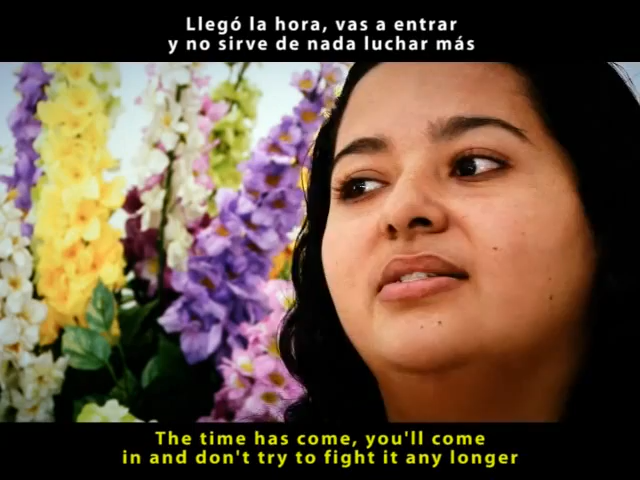 Llegó la hora, vas a entrar
y no sirve de nada luchar más
The time has come, you'll come
in and don't try to fight it any longer